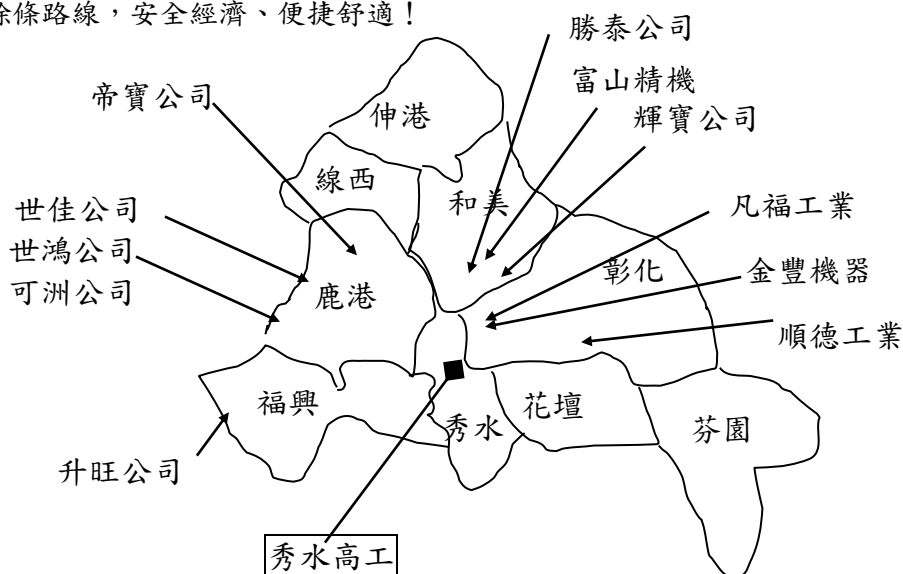 條路線，安全經濟、便捷舒適！
勝泰公司
富山精機
輝寶公司
帝寶公司
伸港
線西
和美
世佳公司
世鴻公司
可洲公司
凡福工業
彰化
金豐機器
順德工業
鹿港
福興
秀水
花壇
芬園
升旺公司
秀水高工